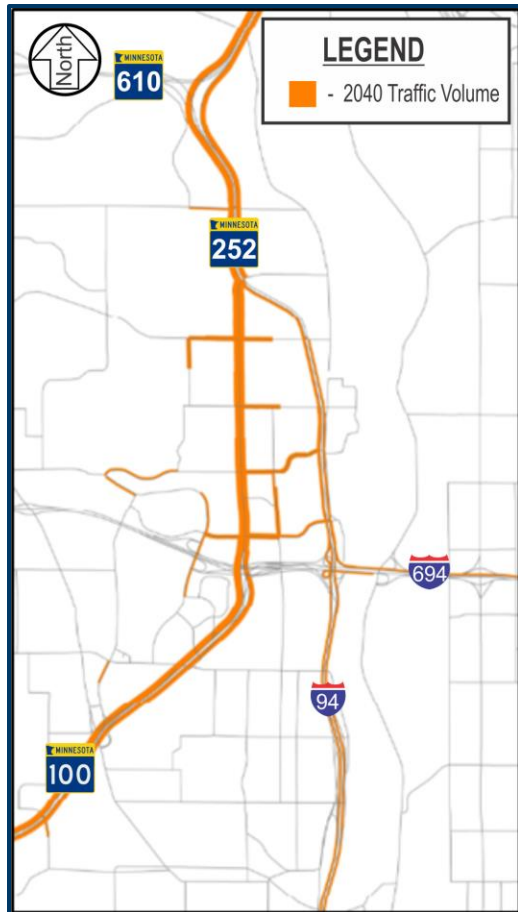 North
MINNESOTA
610
LEGEND
- 2040 Traffic Volume
MINNESOTA
252
694
94
MINNESOTA
100